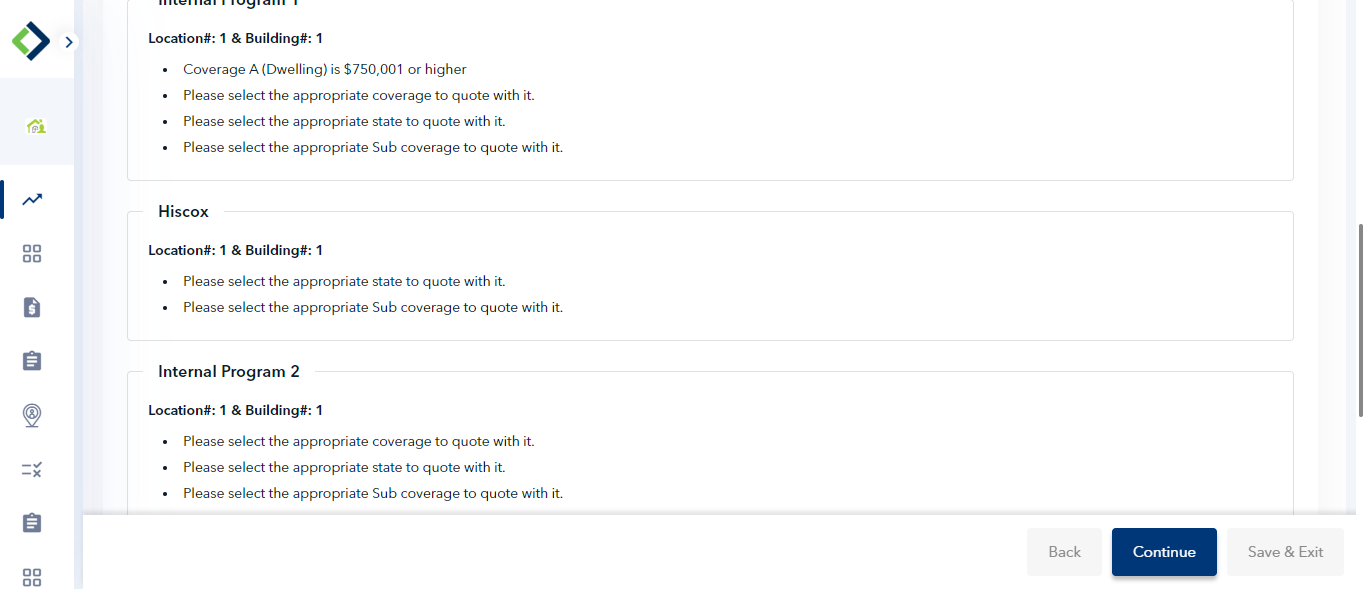 Internal Program 1
Location#: 1 & Building#: 1
• Coverage A (Dwelling) is $750,001 or higher
• Please select the appropriate coverage to quote with it.
• Please select the appropriate state to quote with it.
• Please select the appropriate Sub coverage to quote with it.
Hiscox
Location#: 1 & Building#: 1
• Please select the appropriate state to quote with it.
• Please select the appropriate Sub coverage to quote with it.
Internal Program 2
Location#: 1 & Building#: 1
• Please select the appropriate coverage to quote with it.
• Please select the appropriate state to quote with it.
• Please select the appropriate Sub coverage to quote with it.
Back Continue Save & Exit